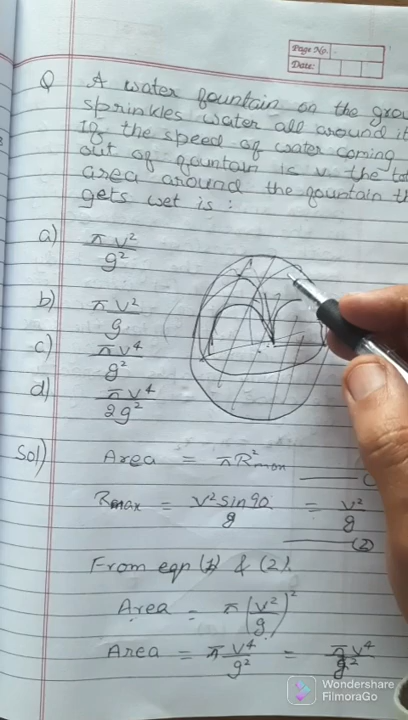 Page No.
Date:
Q A water fountain on the grou
sprinkles water all around it
If the speed of water coming
out of fountain is v the tot
area around the fountain th
gets wet is :
a) πv²/g²
b) πv²/g
c) πv⁴/g²
d) πv⁴/2g²
Sol) Area = πR²max
Rmax = v²sin90/g = v²/g
(2)
From eqn (1) & (2).
Area = π(v²/g)²
Area = πv⁴/g² = πv⁴/g²
Wondershare
FilmoraGo